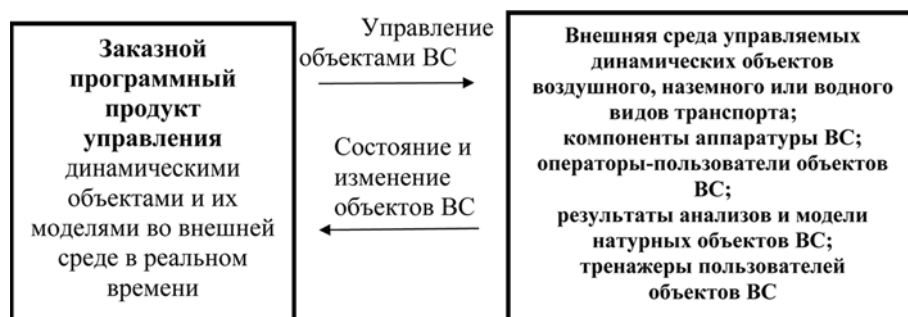 Заказной
программный
продукт
управления
динамическими
объектами и их
моделями во внешней
среде в реальном
времени
Управление
объектами ВС
Состояние и
изменение
объектов ВС
Внешняя среда управляемых
динамических объектов
воздушного, наземного или водного
видов транспорта;
компоненты аппаратуры ВС;
операторы-пользователи объектов
ВС;
результаты анализов и модели
натурных объектов ВС;
тренажеры пользователей
объектов ВС